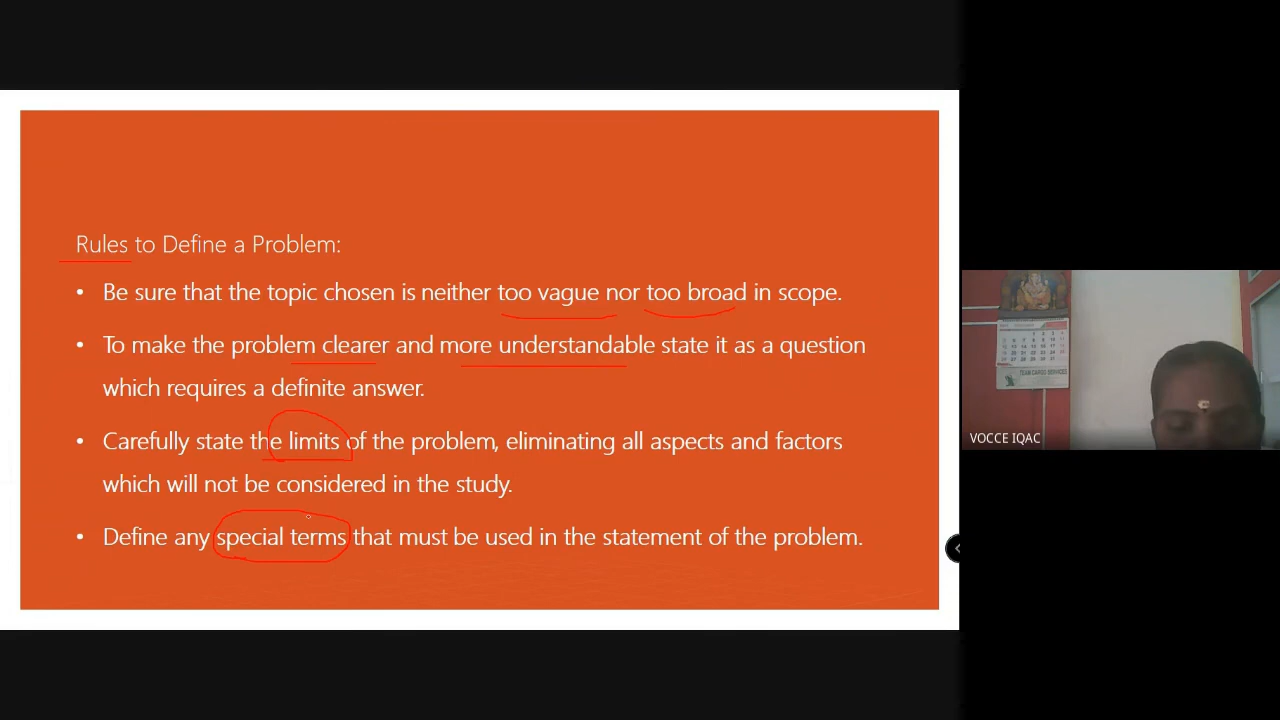 Rules to Define a Problem:
• Be sure that the topic chosen is neither too vague nor too broad in scope.
• To make the problem clearer and more understandable state it as a question
which requires a definite answer.
• Carefully state the limits of the problem, eliminating all aspects and factors
which will not be considered in the study.
• Define any special terms that must be used in the statement of the problem.
TEAM CARGO SERVICES
VOCCE IQAC